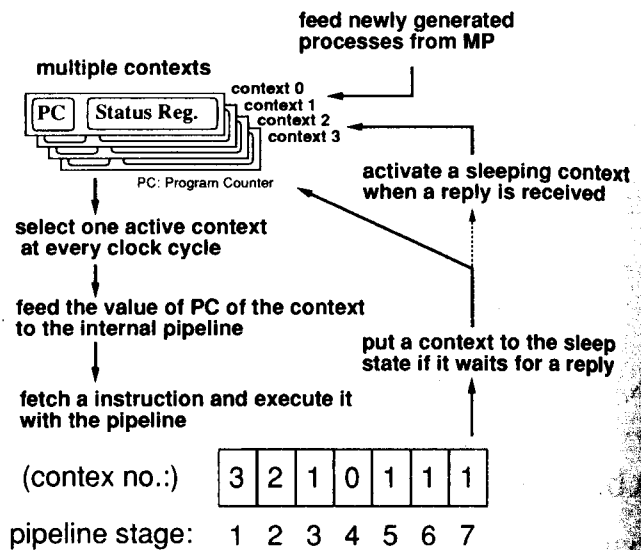 feed newly generated
processes from MP
multiple contexts
context 0
context 1
context 2
context 3
PC
Status Reg.
PC: Program Counter
activate a sleeping context
when a reply is received
select one active context
at every clock cycle
feed the value of PC of the context
to the internal pipeline
put a context to the sleep
state if it waits for a reply
fetch a instruction and execute it
with the pipeline
(contex no.:) 3 2 1 0 1 1 1
pipeline stage: 1 2 3 4 5 6 7